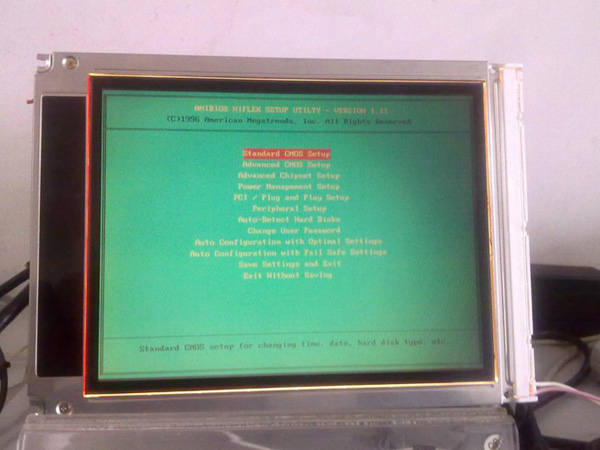 AMIBIOS HIFLEX SETUP UTILTY - VERSION 1.15
(C)1996 American Megatrends, Inc. All Rights Reserved
Standard CMOS Setup
Advanced CMOS Setup
Advanced Chipset Setup
Power Management Setup
PCI / Plug and Play Setup
Peripheral Setup
Auto-Detect Hard Disks
Change User Password
Auto Configuration with Optimal Settings
Auto Configuration with Fail Safe Settings
Save Settings and Exit
Exit Without Saving
Standard CMOS setup for changing time, date, hard disk type, etc.